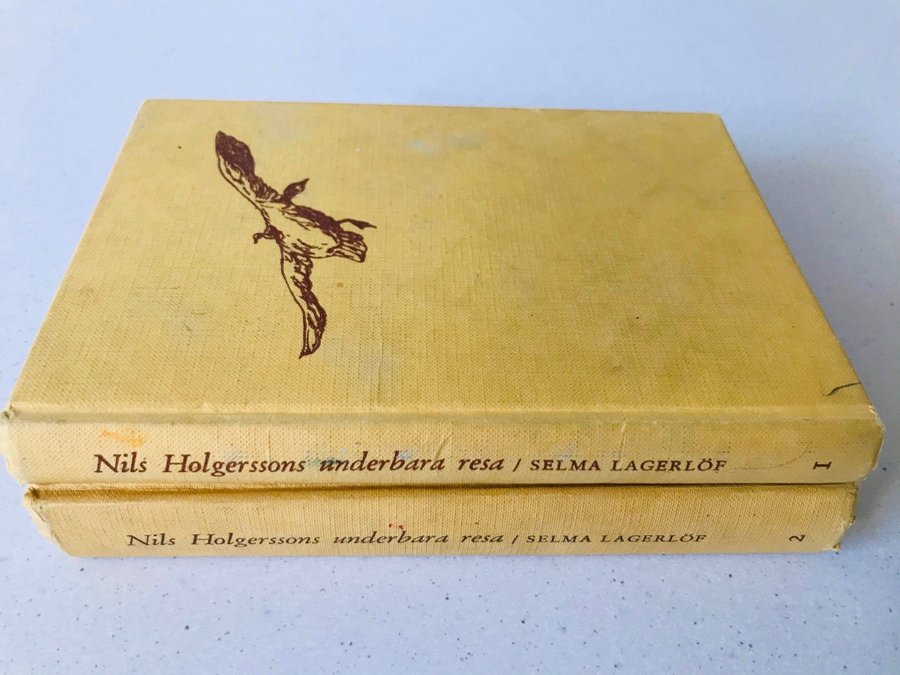 Nils Holgerssons underbara resa / SELMA LAGERLÖF 1
Nils Holgerssons underbara resa / SELMA LAGERLÖF 2